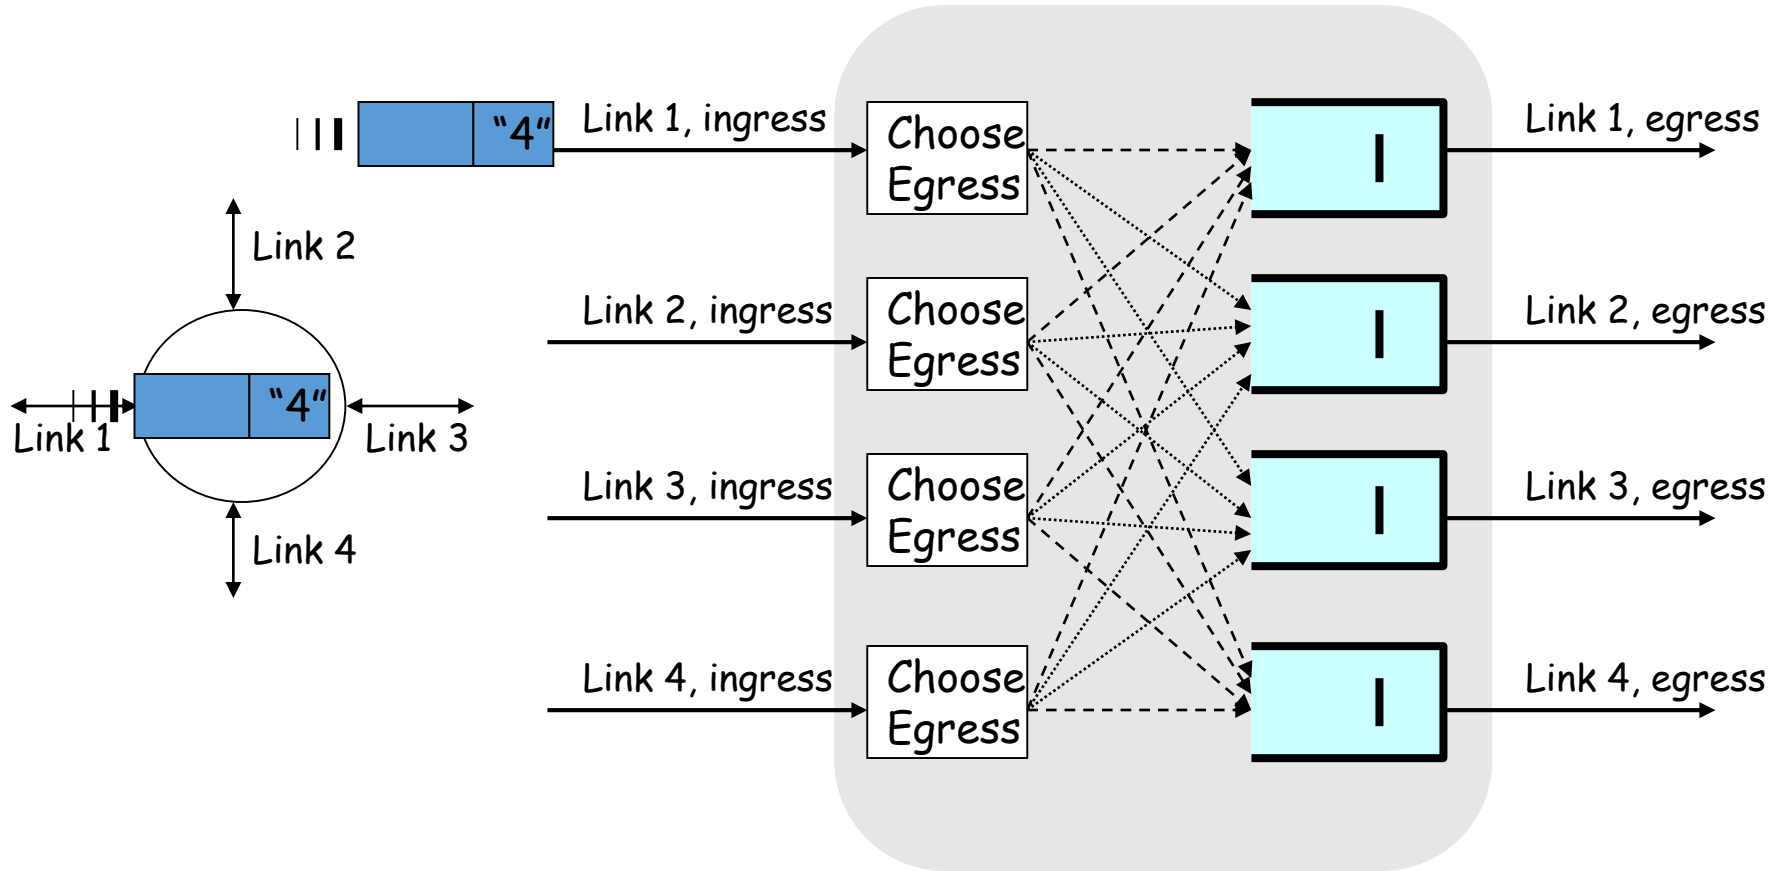 “4”
Link 1, ingress
Choose
Egress
Link 1, egress
Link 2
Link 2, ingress
Choose
Egress
Link 2, egress
“4”
Link 1
Link 3
Link 3, ingress
Choose
Egress
Link 3, egress
Link 4
Link 4, ingress
Choose
Egress
Link 4, egress